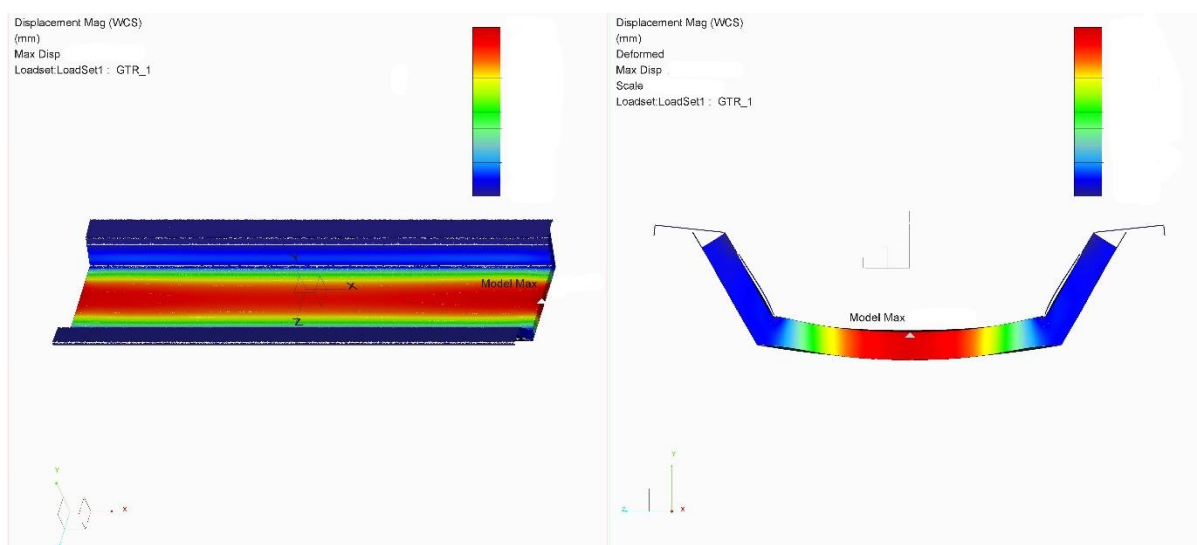 Displacement Mag (WCS)
(mm)
Max Disp
Loadset:LoadSet1 : GTR_1
Y
X
Model Max
Z
Y
X
Z
Displacement Mag (WCS)
(mm)
Deformed
Max Disp
Scale
Loadset:LoadSet1 : GTR_1
Model Max
Y
Z
X